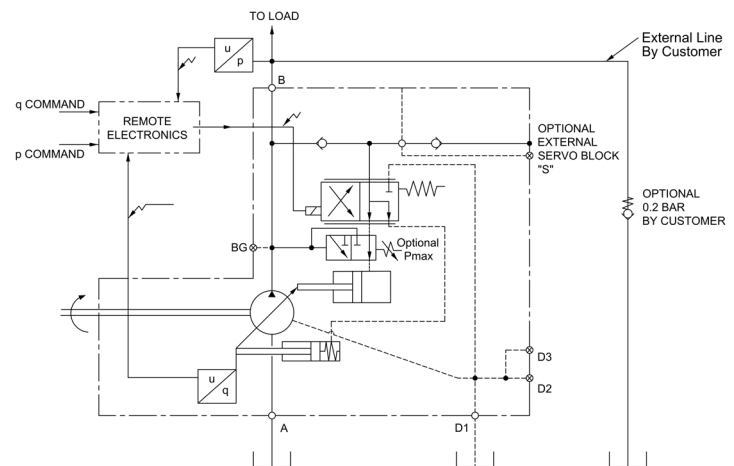 TO LOAD
u
p
External Line
By Customer
B
q COMMAND
REMOTE
ELECTRONICS
p COMMAND
OPTIONAL
EXTERNAL
SERVO BLOCK
"S"
OPTIONAL
0.2 BAR
BY CUSTOMER
BG
Optional
Pmax
D3
u
q
D2
A
D1